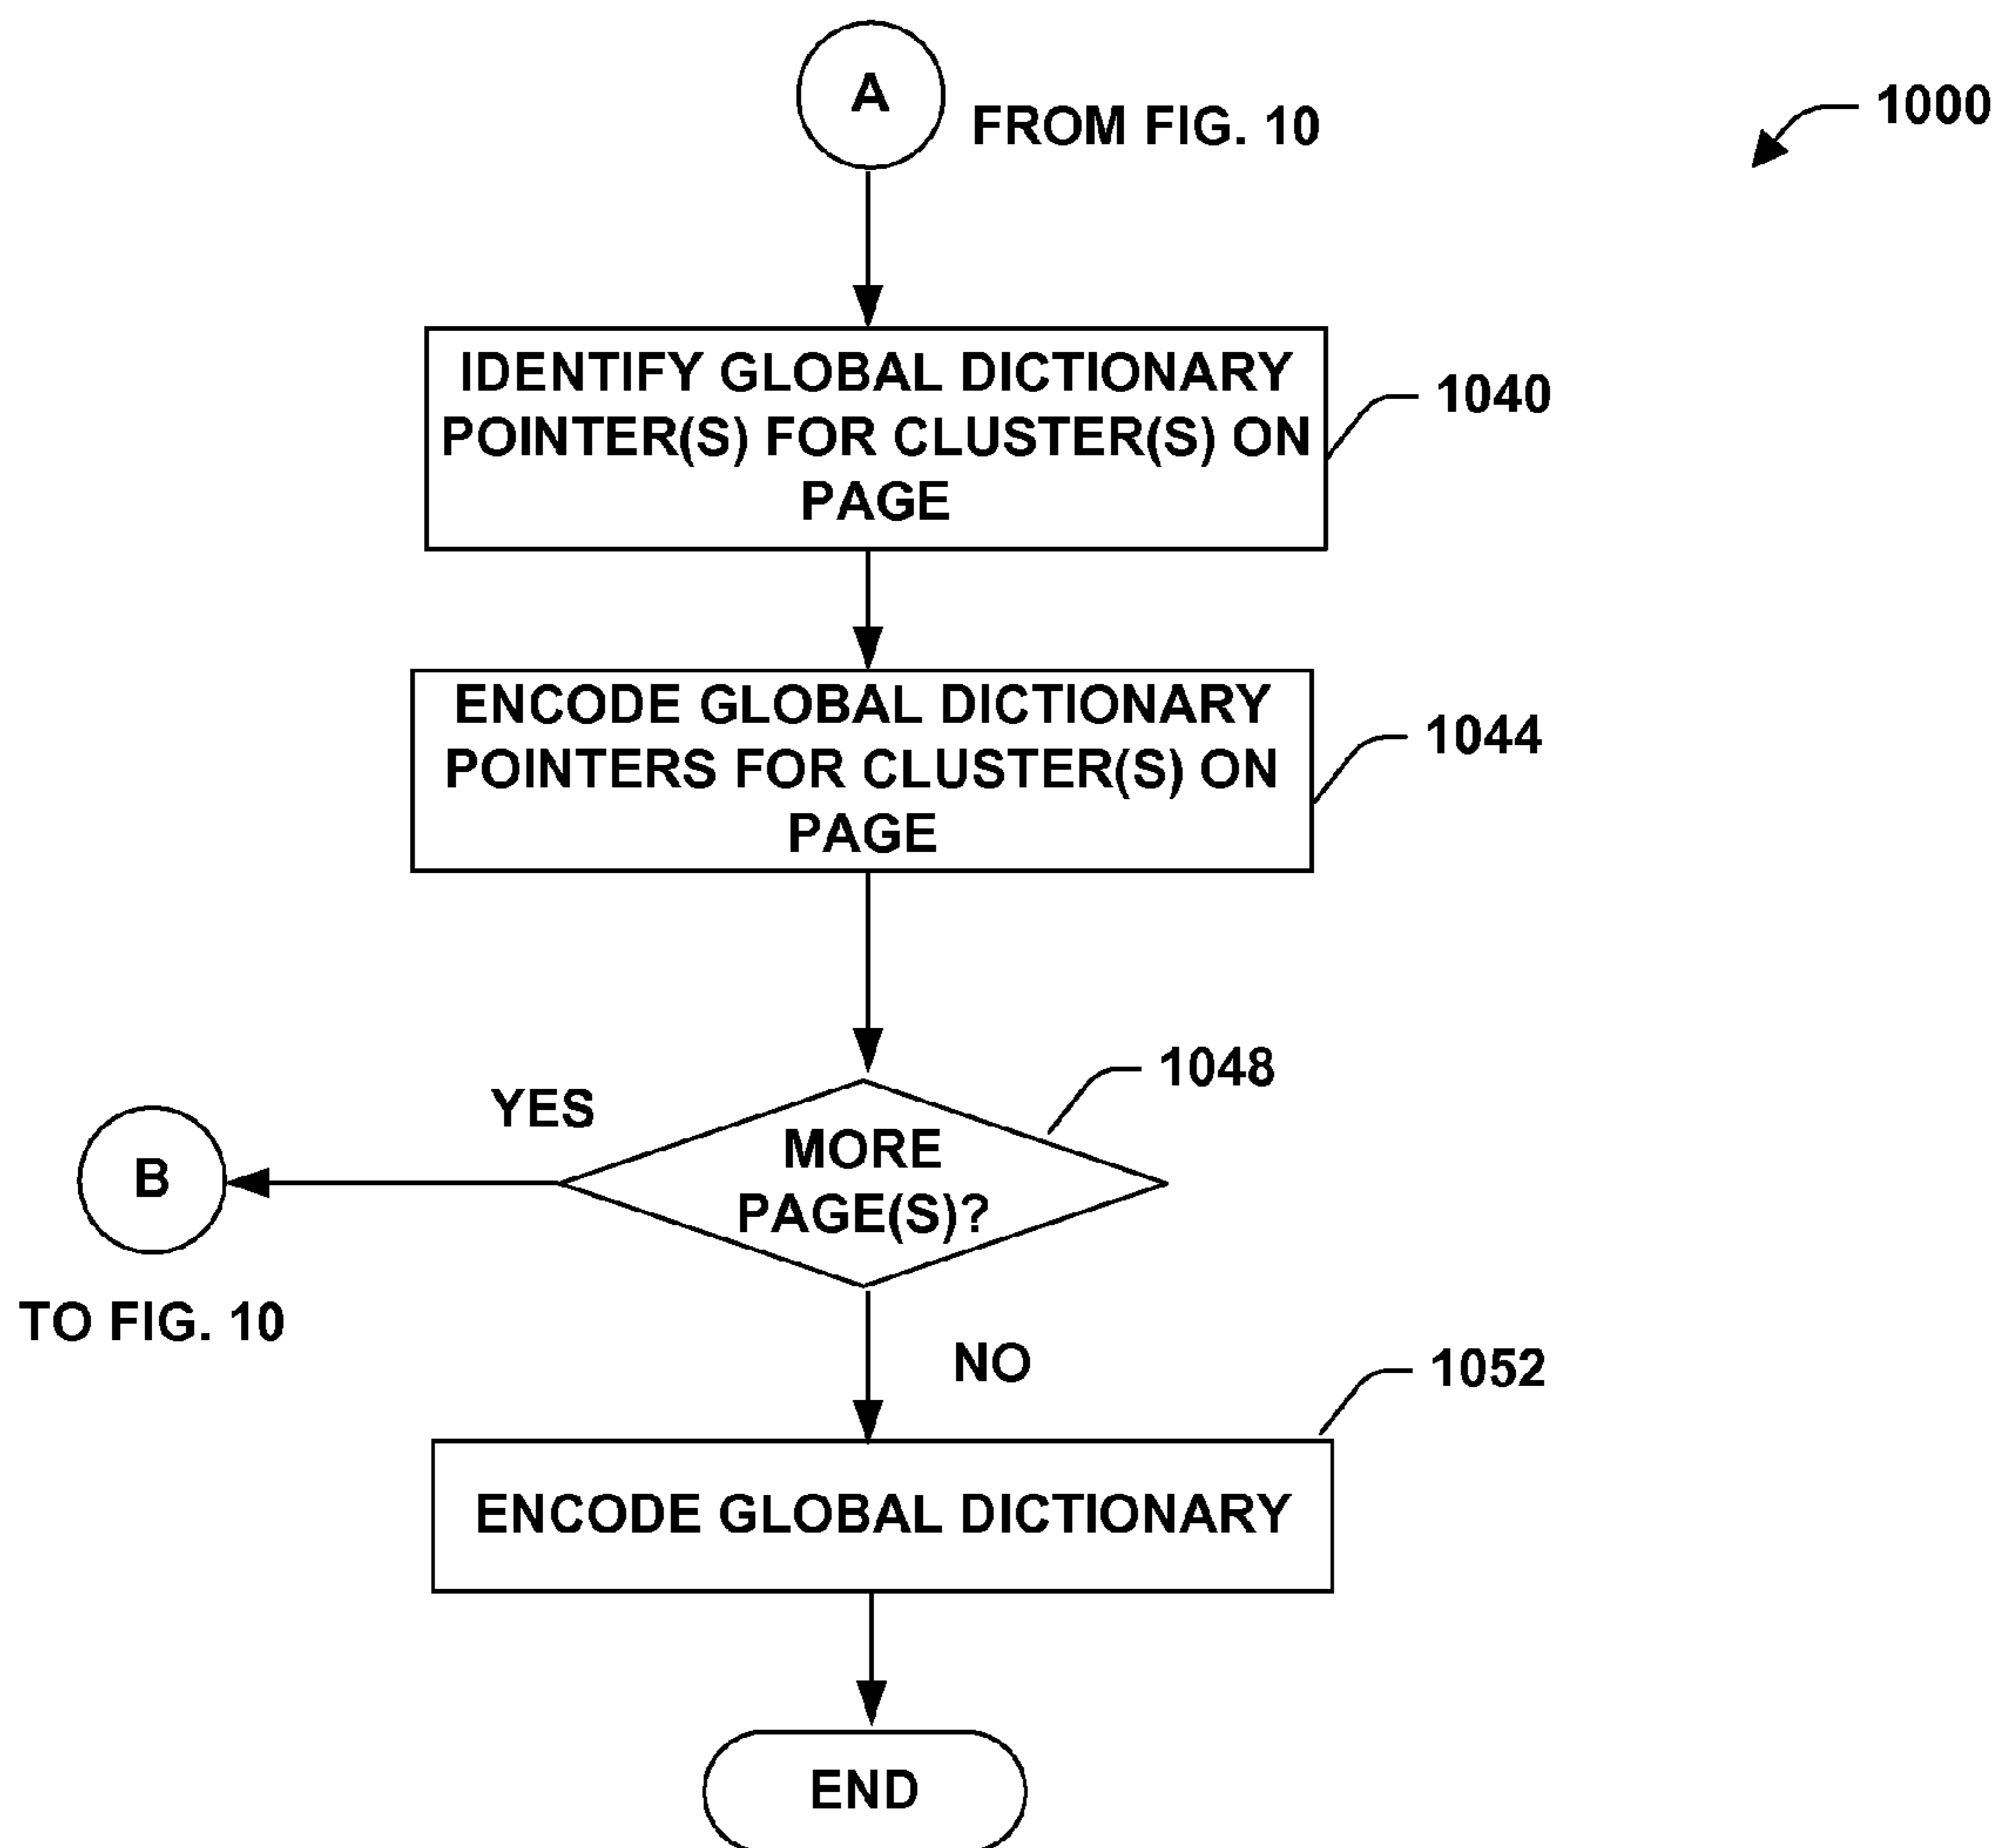 A
FROM FIG. 10
1000
IDENTIFY GLOBAL DICTIONARY
POINTER(S) FOR CLUSTER(S) ON
PAGE
1040
ENCODE GLOBAL DICTIONARY
POINTERS FOR CLUSTER(S) ON
PAGE
1044
1048
YES
MORE
PAGE(S)?
B
TO FIG. 10
NO
1052
ENCODE GLOBAL DICTIONARY
END